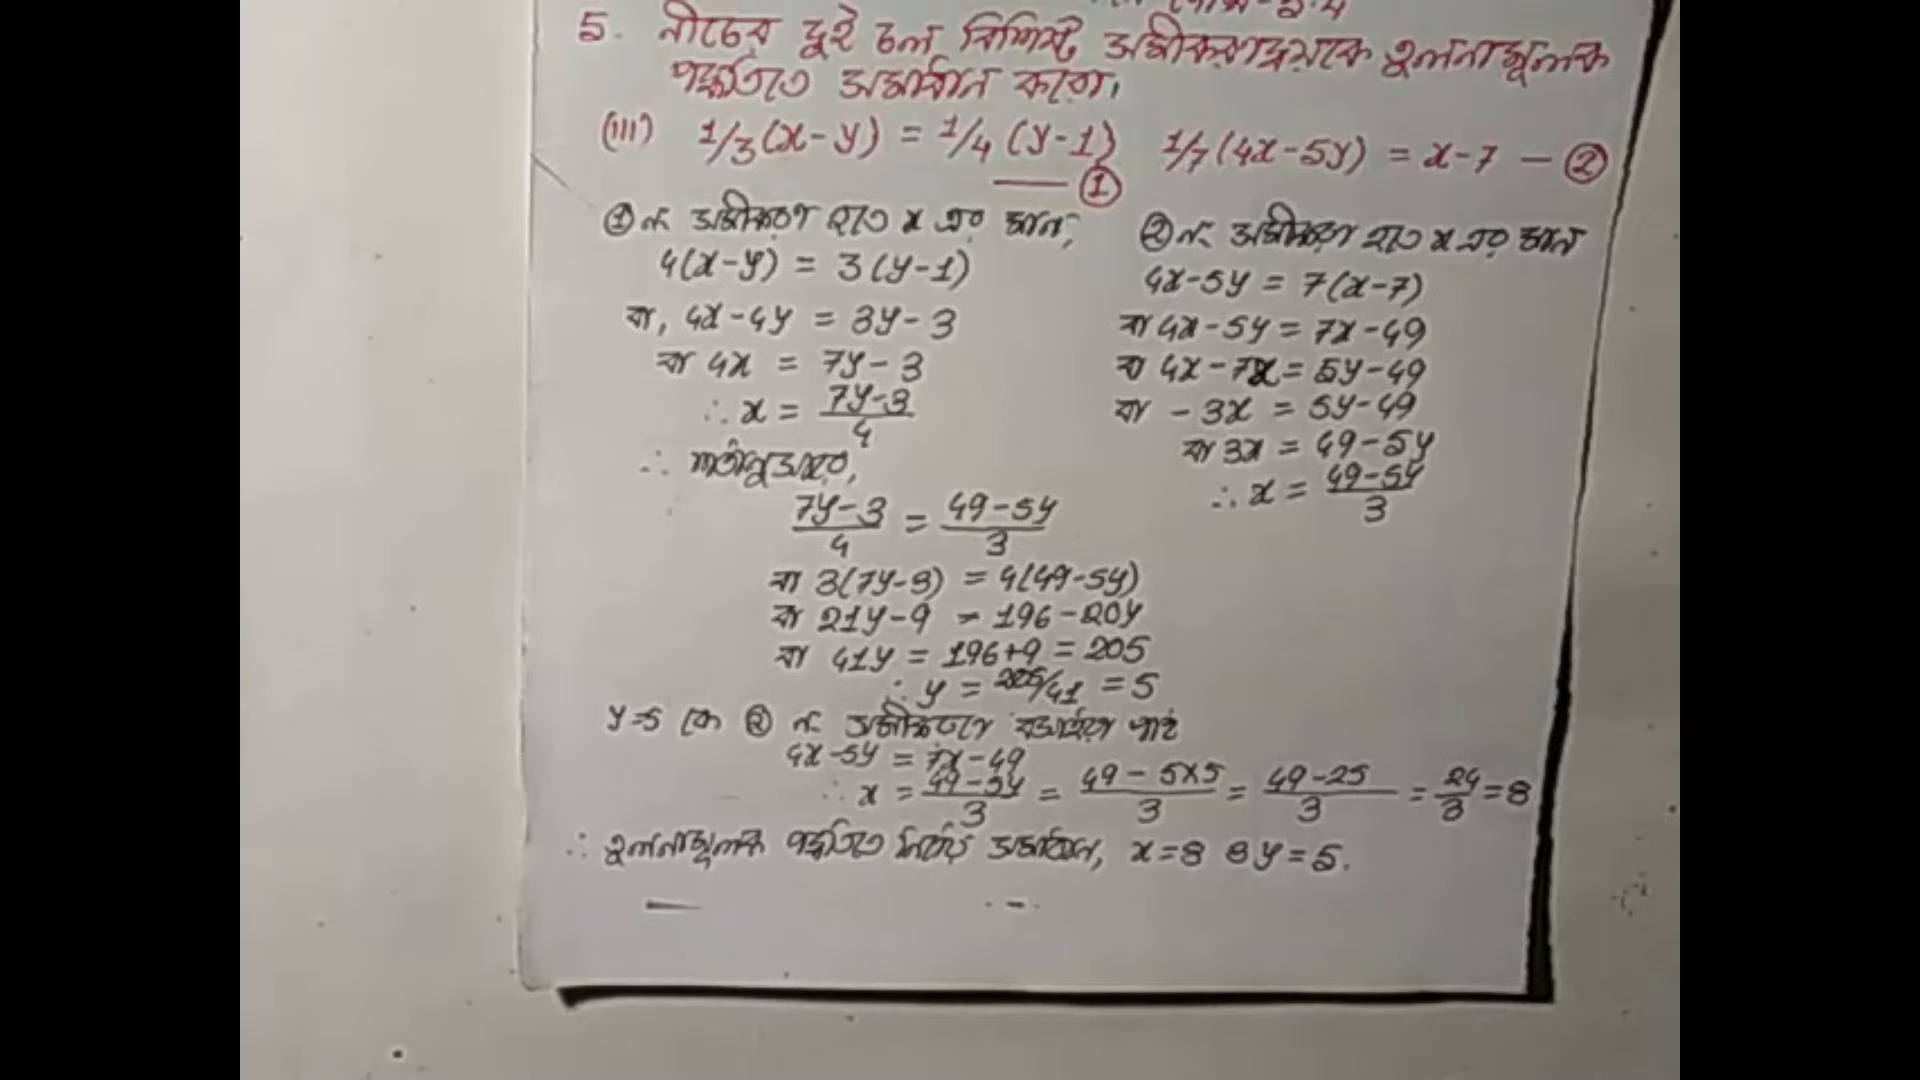 5. নীচের দুই চল বিশিষ্ট সমীকরণদ্বয়কে তুলনামূলক
পদ্ধতিতে সমাধান করো।
(iii) 1/3(x-y) = 1/4 (y-1) 1/7(4x-5y) = x-7 — ②
— ①
① নং সমীকরণ হতে x এর মান,
4(x-y) = 3(y-1)
বা, 4x-4y = 3y-3
বা 4x = 7y-3
∴ x = (7y-3)/4
② নং সমীকরণ হতে x এর মান
4x-5y = 7(x-7)
বা 4x-5y = 7x-49
বা 4x-7x = 5y-49
বা -3x = 5y-49
বা 3x = 49-5y
∴ x = (49-5y)/3
∴ শর্তানুসারে,
(7y-3)/4 = (49-5y)/3
বা 3(7y-3) = 4(49-5y)
বা 21y-9 = 196-20y
বা 41y = 196+9 = 205
∴ y = 205/41 = 5
y=5 কে ② নং সমীকরণে বসাইয়া পাই
4x-5y = 7x-49
∴ x = (49-5y)/3 = (49-5×5)/3 = (49-25)/3 = 24/3 = 8
∴ তুলনামূলক পদ্ধতিতে নির্ণেয় সমাধান, x=8 ও y=5.